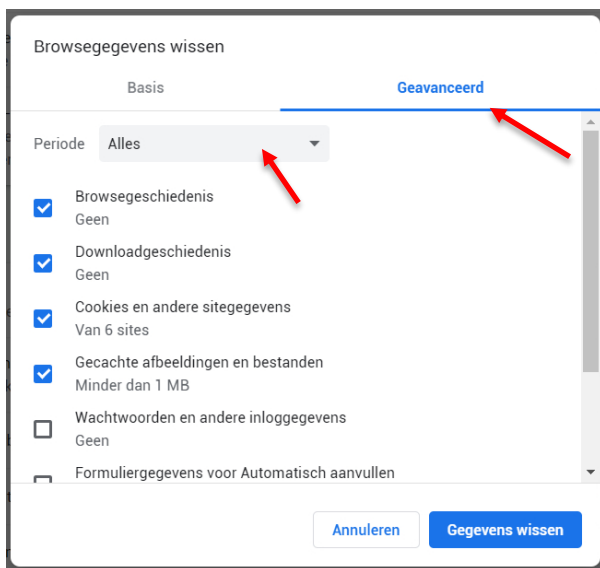 Browsegegevens wissen
Basis Geavanceerd
Periode Alles
Browsegeschiedenis
Geen
Downloadgeschiedenis
Geen
Cookies en andere sitegegevens
Van 6 sites
Gecachte afbeeldingen en bestanden
Minder dan 1 MB
Wachtwoorden en andere inloggegevens
Geen
Formuliergegevens voor Automatisch aanvullen
Annuleren Gegevens wissen